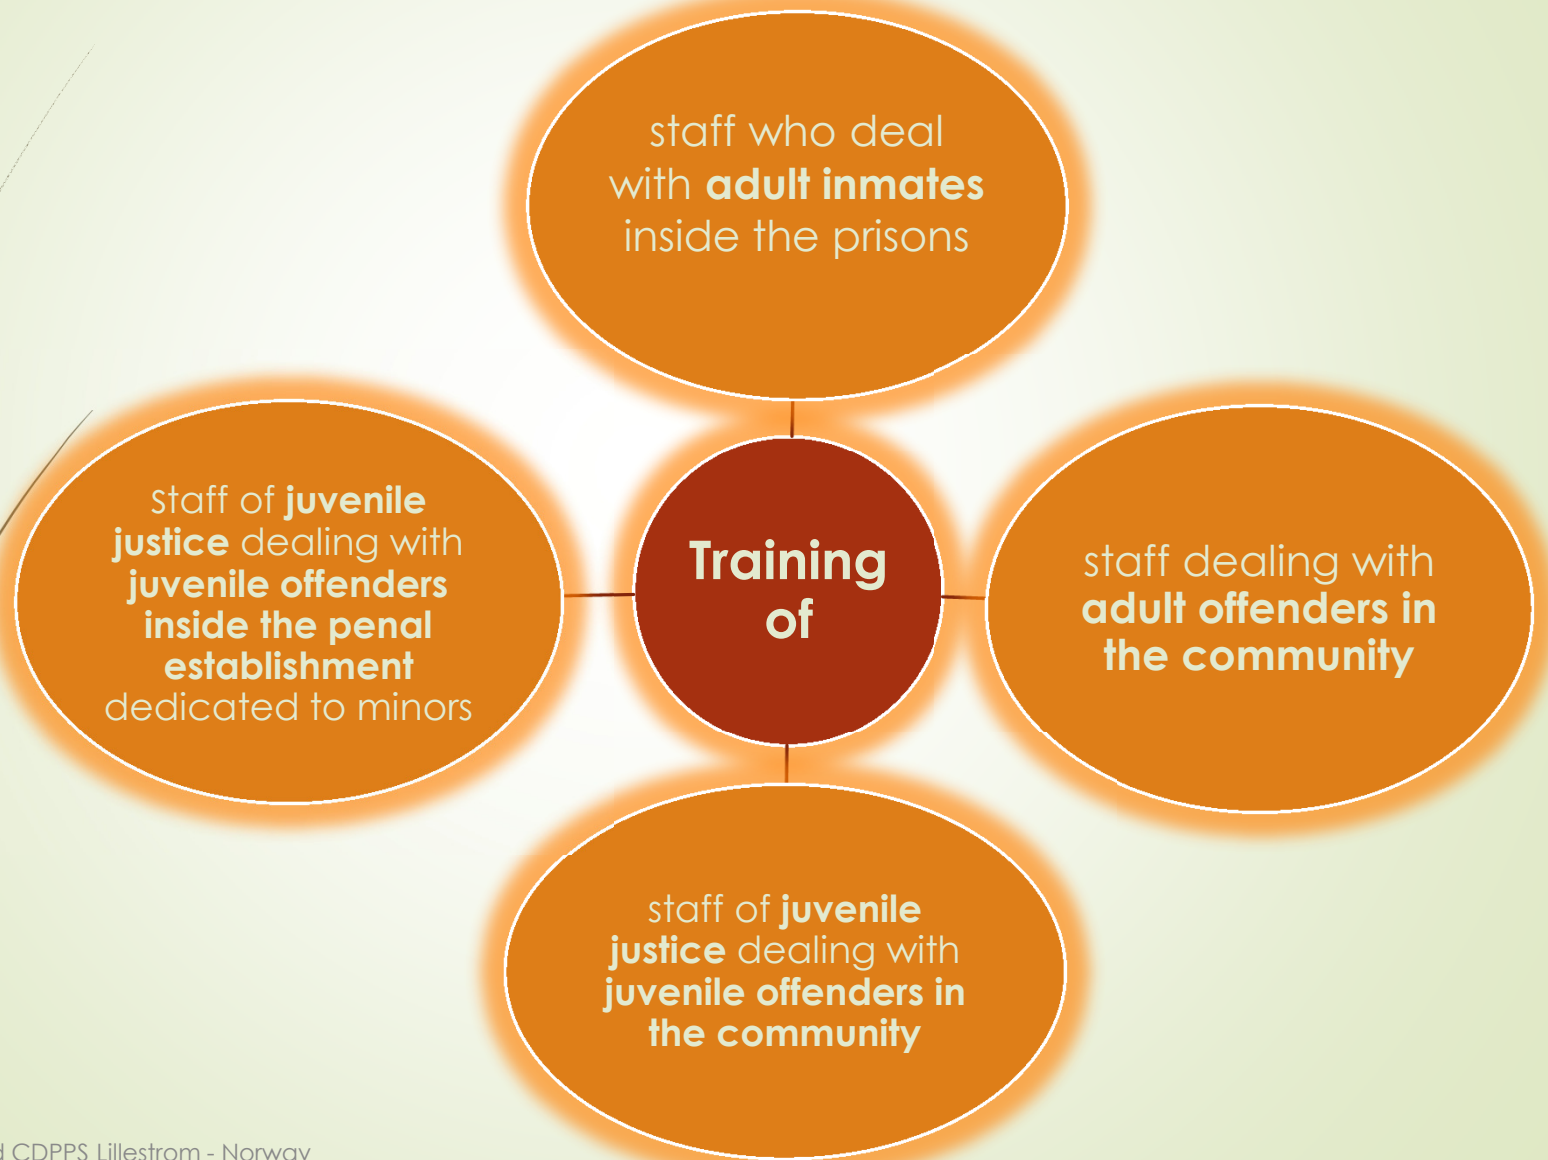 staff who deal
with adult inmates
inside the prisons
staff of juvenile
justice dealing with
juvenile offenders
inside the penal
establishment
dedicated to minors
Training
of
staff dealing with
adult offenders in
the community
staff of juvenile
justice dealing with
juvenile offenders in
the community
CDPPS Lillestrom - Norway